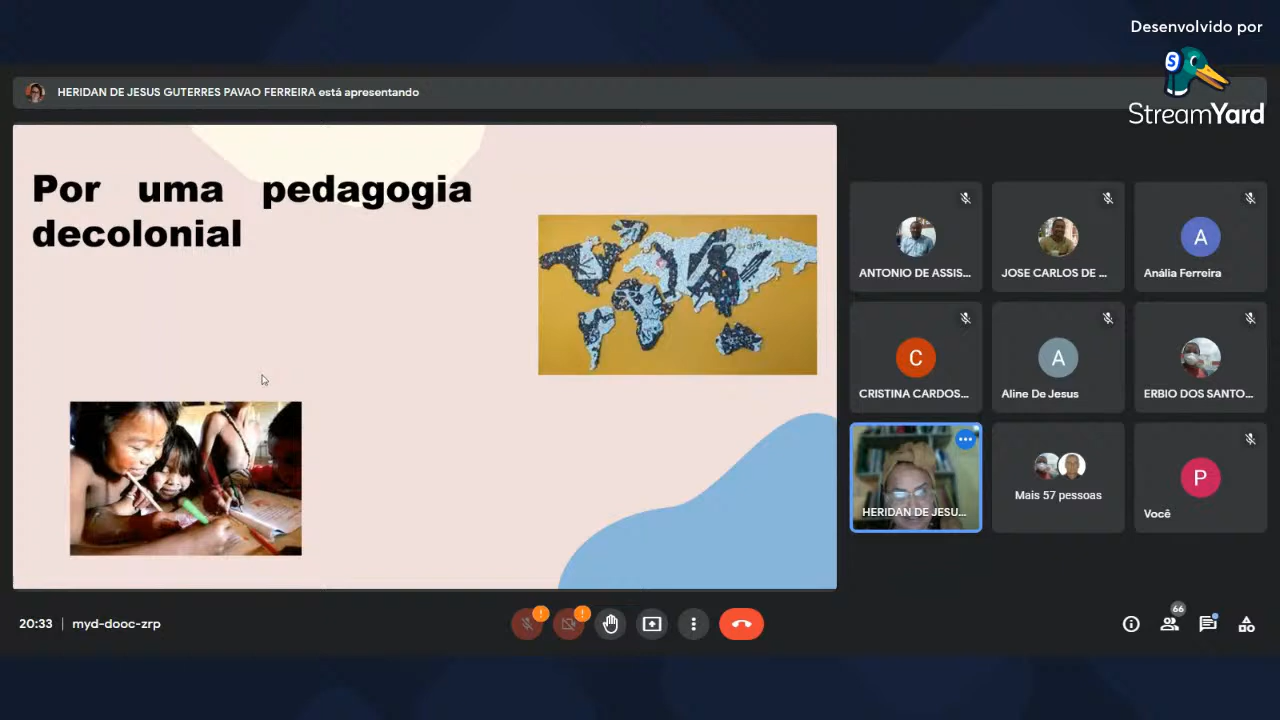 Desenvolvido por
StreamYard
HERIDAN DE JESUS GUTERRES PAVAO FERREIRA está apresentando
Por uma pedagogia
decolonial
ANTONIO DE ASSIS...
JOSE CARLOS DE ...
A
Anália Ferreira
C
CRISTINA CARDOS...
A
Aline De Jesus
ERBIO DOS SANTO...
HERIDAN DE JESU...
Mais 57 pessoas
P
Você
20:33 | myd-dooc-zrp
66